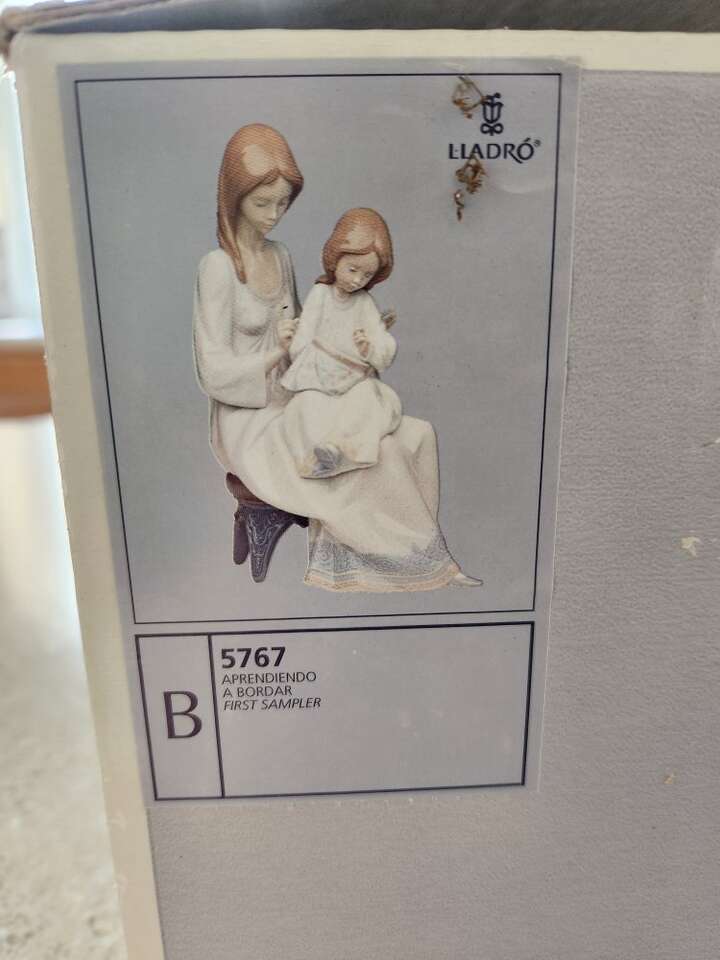 LLADRÓ®
5767
APRENDIENDO
A BORDAR
FIRST SAMPLER
B